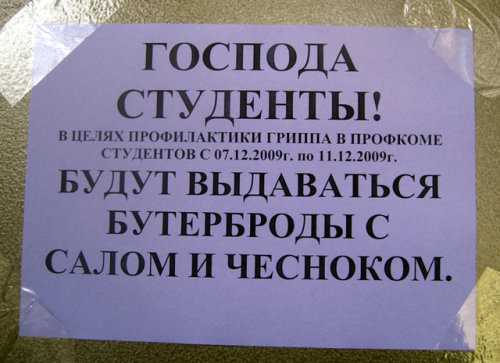 ГОСПОДА
СТУДЕНТЫ!
В ЦЕЛЯХ ПРОФИЛАКТИКИ ГРИППА В ПРОФКОМЕ
СТУДЕНТОВ С 07.12.2009г. по 11.12.2009г.
БУДУТ ВЫДАВАТЬСЯ
БУТЕРБРОДЫ С
САЛОМ И ЧЕСНОКОМ.